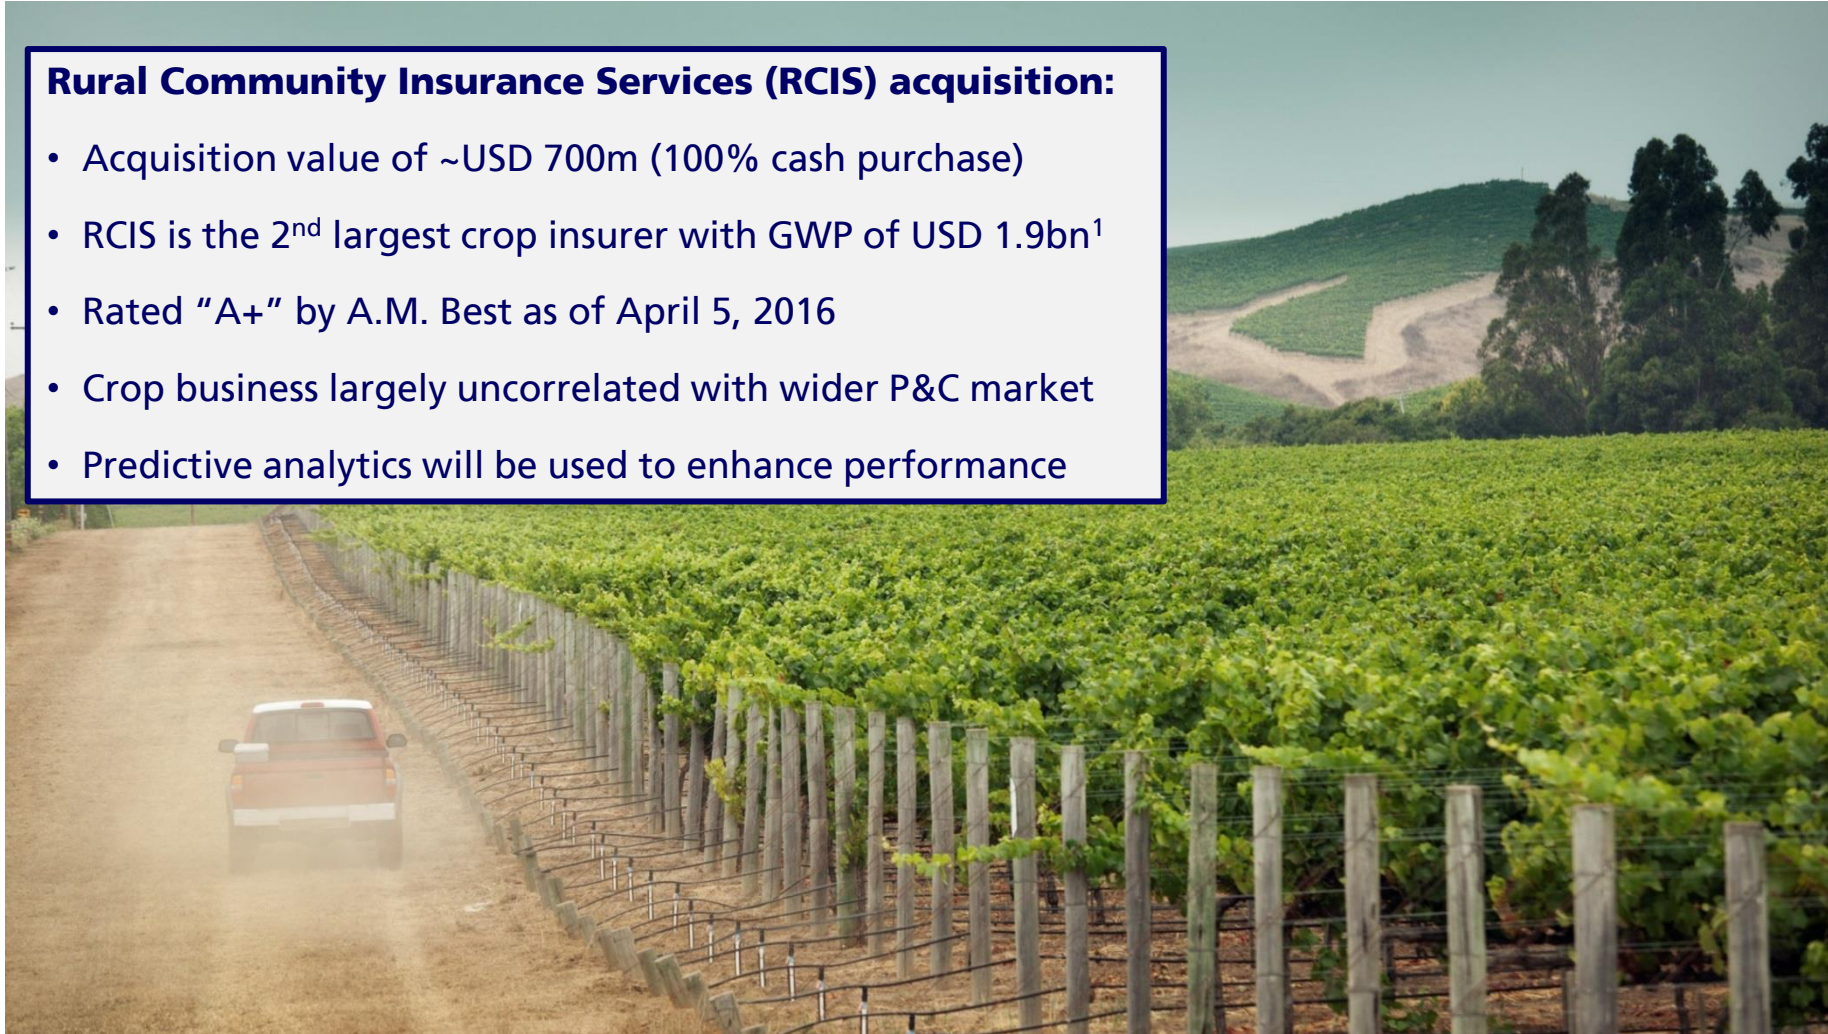 Rural Community Insurance Services (RCIS) acquisition:
• Acquisition value of ~USD 700m (100% cash purchase)
• RCIS is the 2nd largest crop insurer with GWP of USD 1.9bn1
• Rated “A+” by A.M. Best as of April 5, 2016
• Crop business largely uncorrelated with wider P&C market
• Predictive analytics will be used to enhance performance